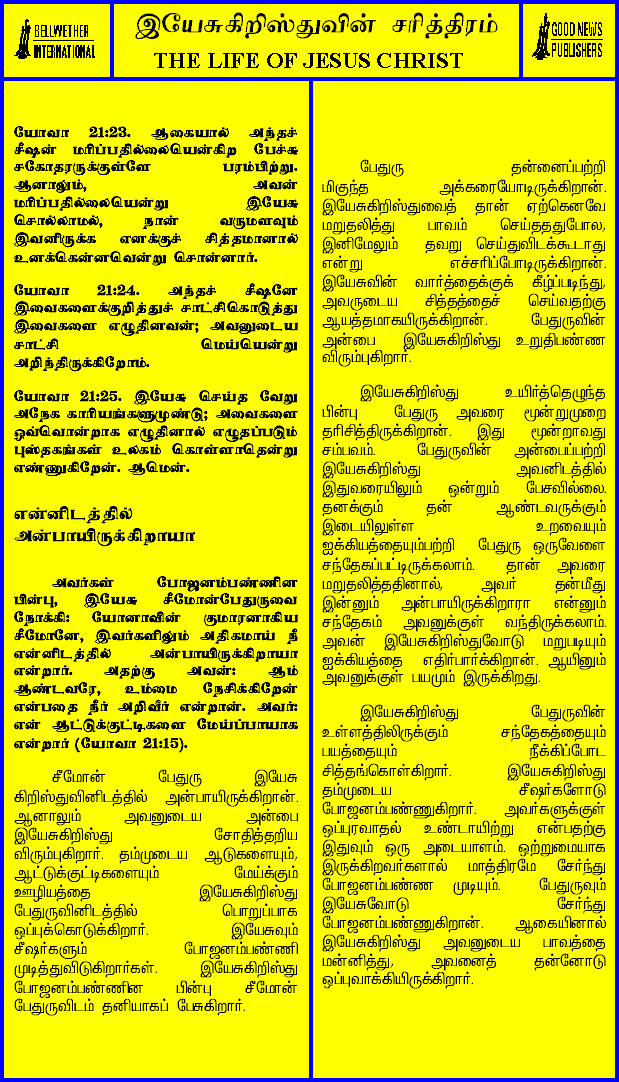 BELLWETHER
INTERNATIONAL
இயேசுகிறிஸ்துவின் சரித்திரம்
THE LIFE OF JESUS CHRIST
GOOD NEWS
PUBLISHERS
யோவா 21:23. ஆகையால் அந்தச்
சீஷன் மரிப்பதில்லையென்கிற பேச்சு
சகோதரருக்குள்ளே பரம்பிற்று.
ஆனாலும், அவன்
மரிப்பதில்லையென்று இயேசு
சொல்லாமல், நான் வருமளவும்
இவனிருக்க எனக்குச் சித்தமானால்
உனக்கென்னவென்று சொன்னார்.
யோவா 21:24. அந்தச் சீஷனே
இவைகளைக்குறித்துச் சாட்சிகொடுத்து
இவைகளை எழுதினவன்; அவனுடைய
சாட்சி மெய்யென்று
அறிந்திருக்கிறோம்.
யோவா 21:25. இயேசு செய்த வேறு
அநேக காரியங்களுமுண்டு; அவைகளை
ஒவ்வொன்றாக எழுதினால் எழுதப்படும்
புஸ்தகங்கள் உலகம் கொள்ளாதென்று
எண்ணுகிறேன். ஆமென்.
என்னிடத்தில்
அன்பாயிருக்கிறாயா
அவர்கள் போஜனம்பண்ணின
பின்பு, இயேசு சீமோன்பேதுருவை
நோக்கி: யோனாவின் குமாரனாகிய
சீமோனே, இவர்களிலும் அதிகமாய் நீ
என்னிடத்தில் அன்பாயிருக்கிறாயா
என்றார். அதற்கு அவன்: ஆம்
ஆண்டவரே, உம்மை நேசிக்கிறேன்
என்பதை நீர் அறிவீர் என்றான். அவர்:
என் ஆட்டுக்குட்டிகளை மேய்ப்பாயாக
என்றார் (யோவா 21:15).
சீமோன் பேதுரு இயேசு
கிறிஸ்துவினிடத்தில் அன்பாயிருக்கிறான்.
ஆனாலும் அவனுடைய அன்பை
இயேசுகிறிஸ்து சோதித்தறிய
விரும்புகிறார். தம்முடைய ஆடுகளையும்,
ஆட்டுக்குட்டிகளையும் மேய்க்கும்
ஊழியத்தை இயேசுகிறிஸ்து
பேதுருவினிடத்தில் பொறுப்பாக
ஒப்புக்கொடுக்கிறார். இயேசுவும்
சீஷர்களும் போஜனம்பண்ணி
முடித்துவிடுகிறார்கள். இயேசுகிறிஸ்து
போஜனம்பண்ணின பின்பு சீமோன்
பேதுருவிடம் தனியாகப் பேசுகிறார்.
பேதுரு தன்னைப்பற்றி
மிகுந்த அக்கரையோடிருக்கிறான்.
இயேசுகிறிஸ்துவைத் தான் ஏற்கெனவே
மறுதலித்து பாவம் செய்ததுபோல,
இனிமேலும் தவறு செய்துவிடக்கூடாது
என்று எச்சரிப்போடிருக்கிறான்.
இயேசுவின் வார்த்தைக்குக் கீழ்ப்படிந்து,
அவருடைய சித்தத்தைச் செய்வதற்கு
ஆயத்தமாகயிருக்கிறான். பேதுருவின்
அன்பை இயேசுகிறிஸ்து உறுதிபண்ண
விரும்புகிறார்.
இயேசுகிறிஸ்து உயிர்த்தெழுந்த
பின்பு பேதுரு அவரை மூன்றுமுறை
தரிசித்திருக்கிறான். இது மூன்றாவது
சம்பவம். பேதுருவின் அன்பைப்பற்றி
இயேசுகிறிஸ்து அவனிடத்தில்
இதுவரையிலும் ஒன்றும் பேசவில்லை.
தனக்கும் தன் ஆண்டவருக்கும்
இடையிலுள்ள உறவையும்
ஐக்கியத்தையும்பற்றி பேதுரு ஒருவேளை
சந்தேகப்பட்டிருக்கலாம். தான் அவரை
மறுதலித்ததினால், அவர் தன்மீது
இன்னும் அன்பாயிருக்கிறாரா என்னும்
சந்தேகம் அவனுக்குள் வந்திருக்கலாம்.
அவன் இயேசுகிறிஸ்துவோடு மறுபடியும்
ஐக்கியத்தை எதிர்பார்க்கிறான். ஆயினும்
அவனுக்குள் பயமும் இருக்கிறது.
இயேசுகிறிஸ்து பேதுருவின்
உள்ளத்திலிருக்கும் சந்தேகத்தையும்
பயத்தையும் நீக்கிப்போட
சித்தங்கொள்கிறார். இயேசுகிறிஸ்து
தம்முடைய சீஷர்களோடு
போஜனம்பண்ணுகிறார். அவர்களுக்குள்
ஒப்புரவாதல் உண்டாயிற்று என்பதற்கு
இதுவும் ஒரு அடையாளம். ஒற்றுமையாக
இருக்கிறவர்களால் மாத்திரமே சேர்ந்து
போஜனம்பண்ண முடியும். பேதுருவும்
இயேசுவோடு சேர்ந்து
போஜனம்பண்ணுகிறான். ஆகையினால்
இயேசுகிறிஸ்து அவனுடைய பாவத்தை
மன்னித்து, அவனைத் தன்னோடு
ஒப்புவாக்கியிருக்கிறார்.